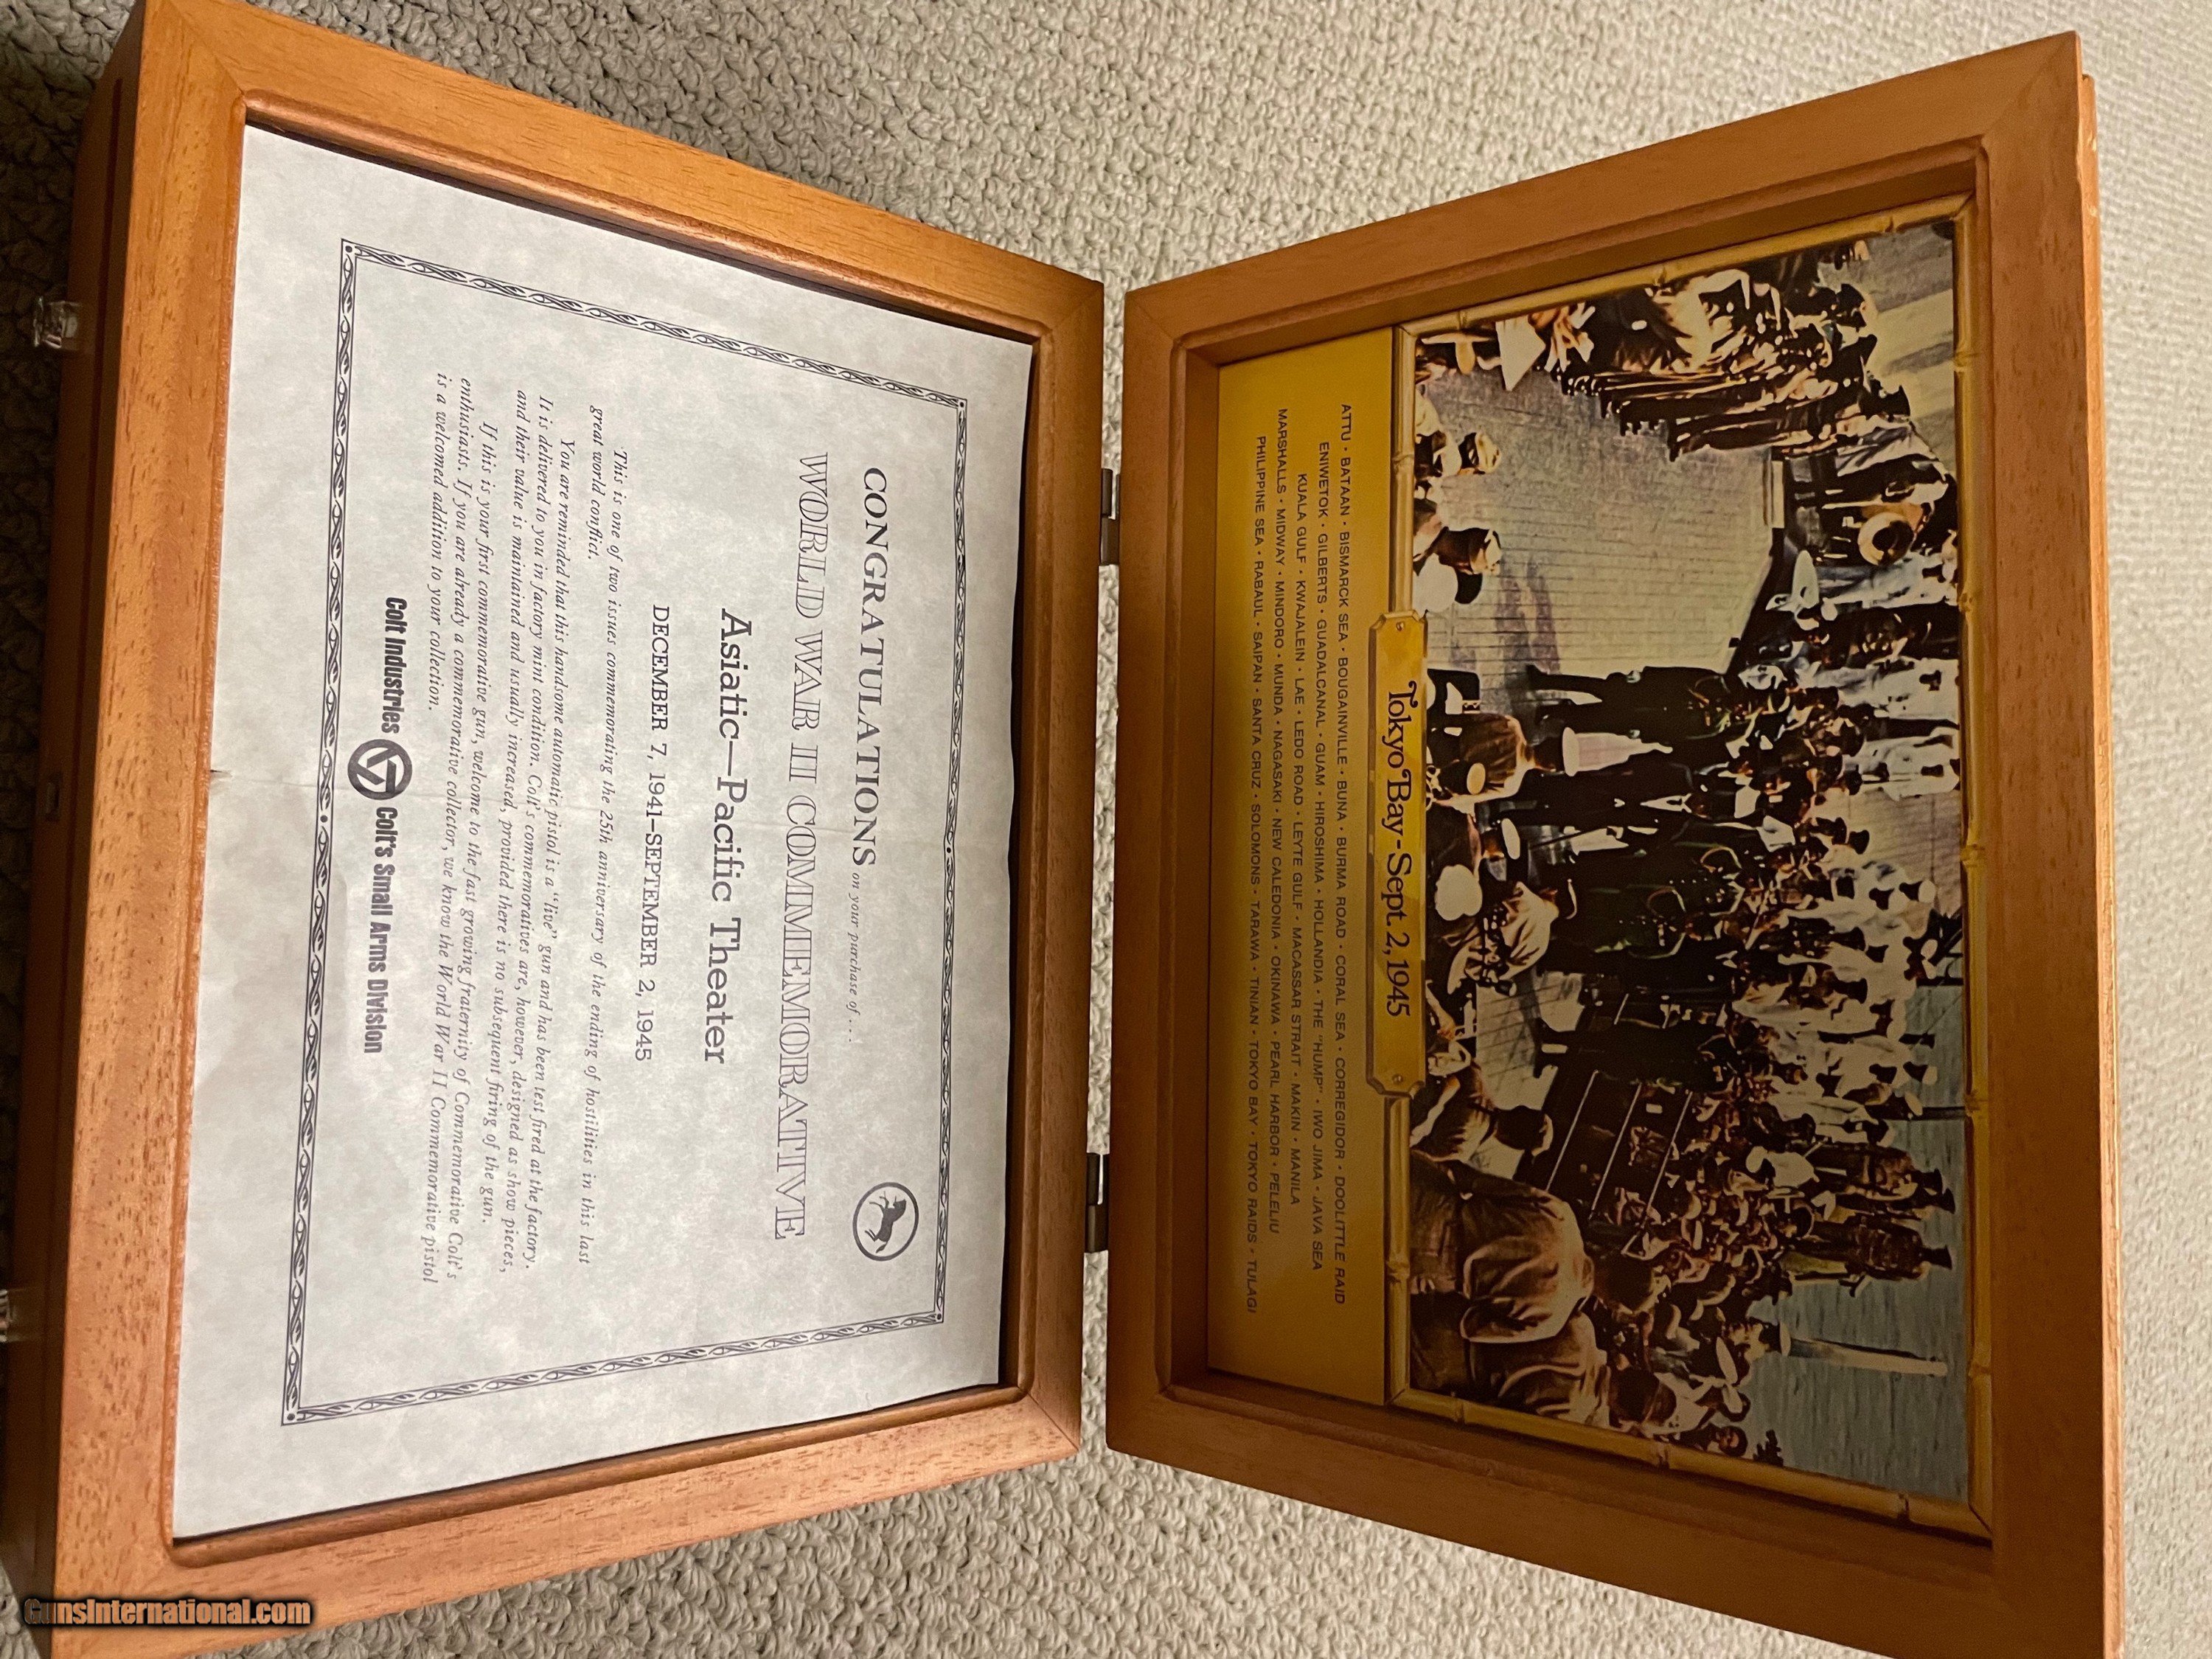 Tokyo Bay - Sept. 2, 1945
ATTU · BATAAN · BISMARCK SEA · BOUGAINVILLE · BUNA · BURMA ROAD · CORAL SEA · CORREGIDOR · DOOLITTLE RAID
ENIWETOK · GILBERTS · GUADALCANAL · GUAM · HIROSHIMA · HOLLANDIA · THE "HUMP" · IWO JIMA · JAVA SEA
KUALA GULF · KWAJALEIN · LAE · LEDO ROAD · LEYTE GULF · MACASSAR STRAIT · MAKIN · MANILA
MARSHALLS · MIDWAY · MINDORO · MUNDA · NAGASAKI · NEW CALEDONIA · OKINAWA · PEARL HARBOR · PELELIU
PHILIPPINE SEA · RABAUL · SAIPAN · SANTA CRUZ · SOLOMONS · TARAWA · TINIAN · TOKYO BAY · TOKYO RAIDS · TULAGI
CONGRATULATIONS on your purchase of ...
WORLD WAR II COMMEMORATIVE
Asiatic—Pacific Theater
DECEMBER 7, 1941–SEPTEMBER 2, 1945
This is one of two issues commemorating the 25th anniversary of the ending of hostilities in this last
great world conflict.
You are reminded that this handsome automatic pistol is a "live" gun and has been test fired at the factory.
It is delivered to you in factory mint condition. Colt's commemoratives are, however, designed as show pieces,
and their value is maintained and usually increased, provided there is no subsequent firing of the gun.
If this is your first commemorative gun, welcome to the fast growing fraternity of Commemorative Colt's
enthusiasts. If you are already a commemorative collector, we know the World War II Commemorative pistol
is a welcomed addition to your collection.
Colt Industries Colt's Small Arms Division
GunsInternational.com